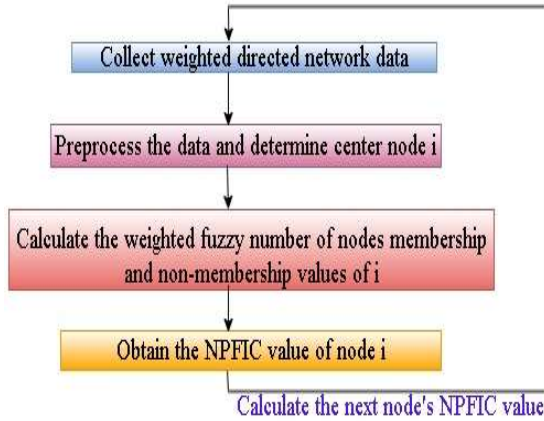 Collect weighted directed network data
Preprocess the data and determine center node i
Calculate the weighted fuzzy number of nodes membership
and non-membership values of i
Obtain the NPFIC value of node i
Calculate the next node's NPFIC value